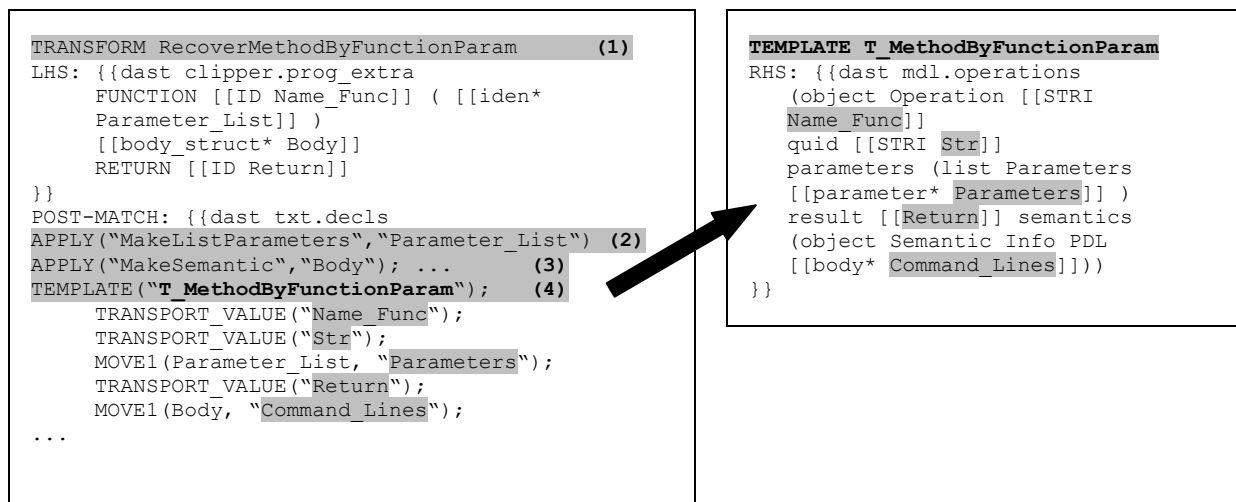 TRANSFORM RecoverMethodByFunctionParam (1)
LHS: {{dast clipper.prog_extra
FUNCTION [[ID Name_Func]] ( [[iden*
Parameter_List]] )
[[body_struct* Body]]
RETURN [[ID Return]]
}}
POST-MATCH: {{dast txt.decls
APPLY(“MakeListParameters“,“Parameter_List“) (2)
APPLY(“MakeSemantic“,“Body“); ... (3)
TEMPLATE(“T_MethodByFunctionParam“); (4)
TRANSPORT_VALUE(“Name_Func“);
TRANSPORT_VALUE(“Str“);
MOVE1(Parameter_List, “Parameters“);
TRANSPORT_VALUE(“Return“);
MOVE1(Body, “Command_Lines“);
...
TEMPLATE T_MethodByFunctionParam
RHS: {{dast mdl.operations
(object Operation [[STRI
Name_Func]]
quid [[STRI Str]]
parameters (list Parameters
[[parameter* Parameters]] )
result [[Return]] semantics
(object Semantic Info PDL
[[body* Command_Lines]]))
}}